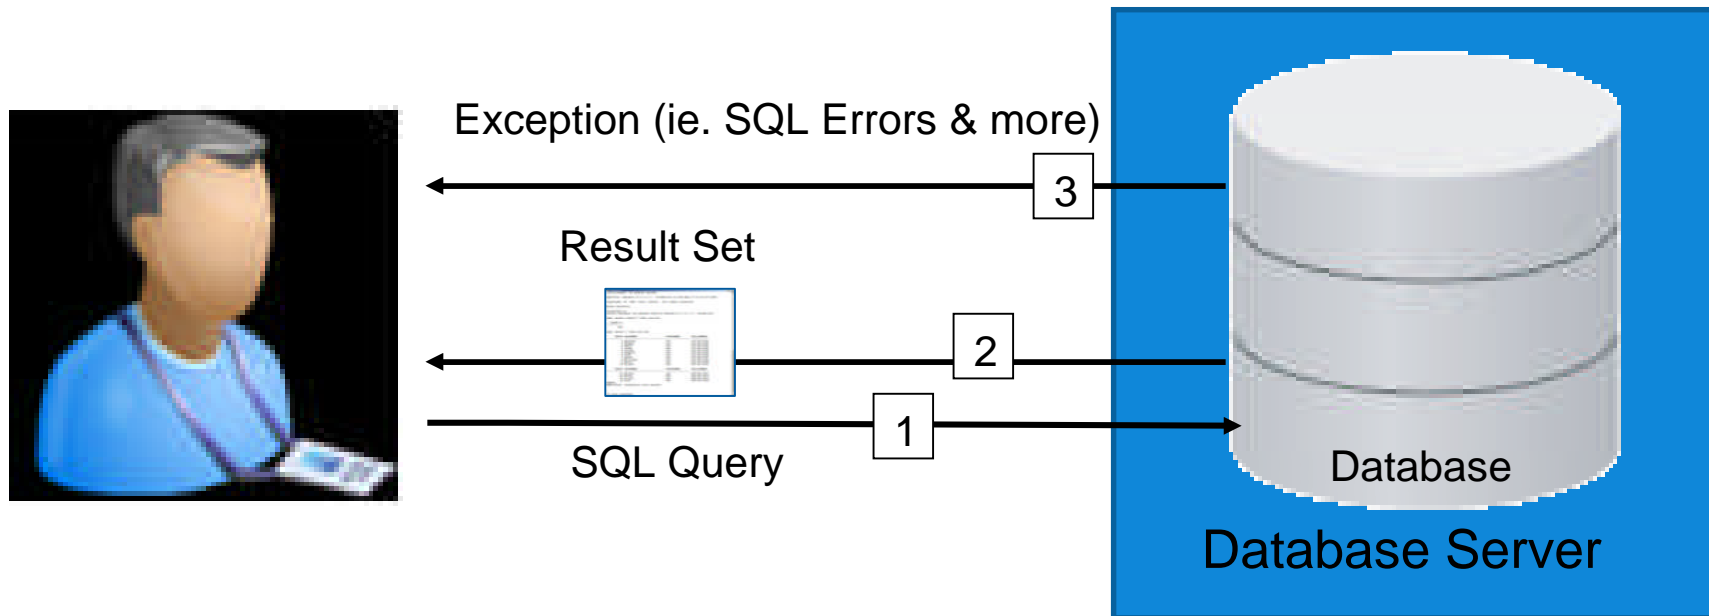 Exception (ie. SQL Errors & more)
3
Result Set
2
1
SQL Query
Database
Database Server